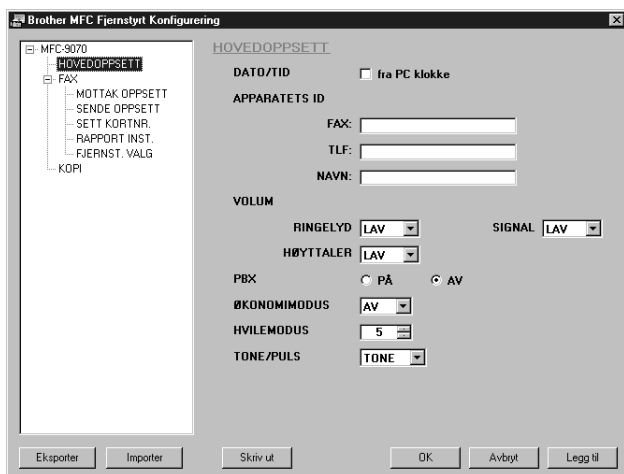 Brother MFC Fjernstyrt Konfigurering
MFC-9070
HOVEDOPPSETT
FAX
MOTTAK OPPSETT
SENDE OPPSETT
SETT KORTNR.
RAPPORT INST.
FJERNST. VALG
KOPI
HOVEDOPPSETT
DATO/TID fra PC klokke
APPARATETS ID
FAX:
TLF:
NAVN:
VOLUM
RINGELYD LAV SIGNAL LAV
HØYTTALER LAV
PBX PÅ AV
ØKONOMIMODUS AV
HVILEMODUS 5
TONE/PULS TONE
Eksporter Importer Skriv ut OK Avbryt Legg til